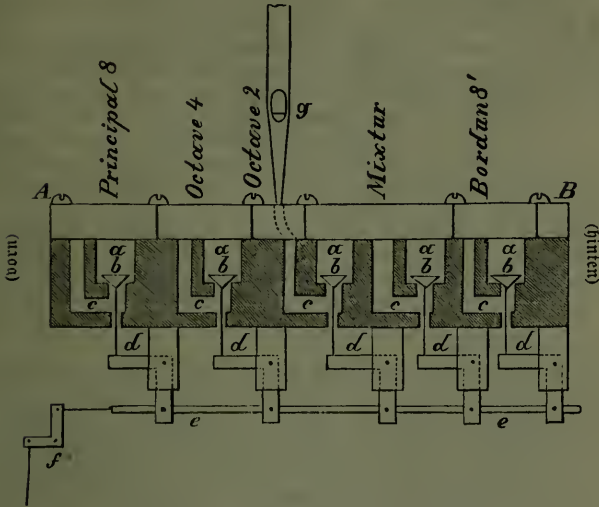 Principal 8
Octave 4
Octave 2
g
Mixtur
Bordun 8'
A
B
(vorn)
(hinten)
a a a a a
b b b b b
c c c c c
d d d d d
e e
f